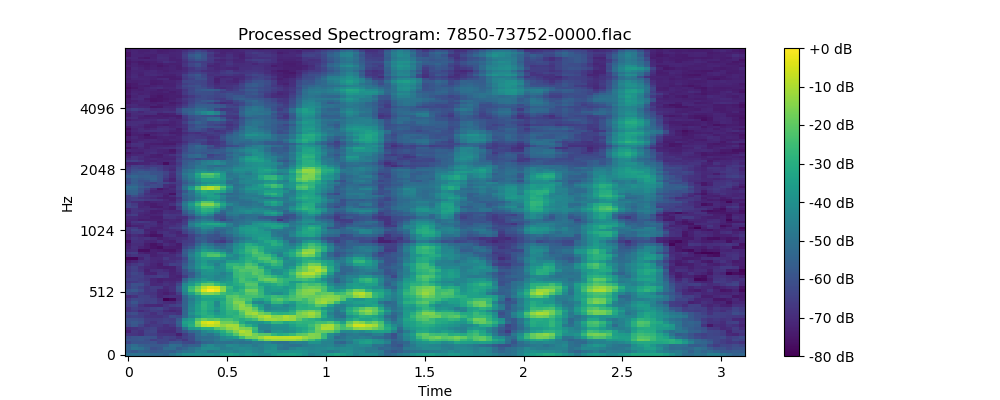 Processed Spectrogram: 7850-73752-0000.flac
+0 dB
4096
-10 dB
-20 dB
2048
-30 dB
Hz
-40 dB
1024
-50 dB
512
-60 dB
-70 dB
0
-80 dB
0 0.5 1 1.5 2 2.5 3
Time